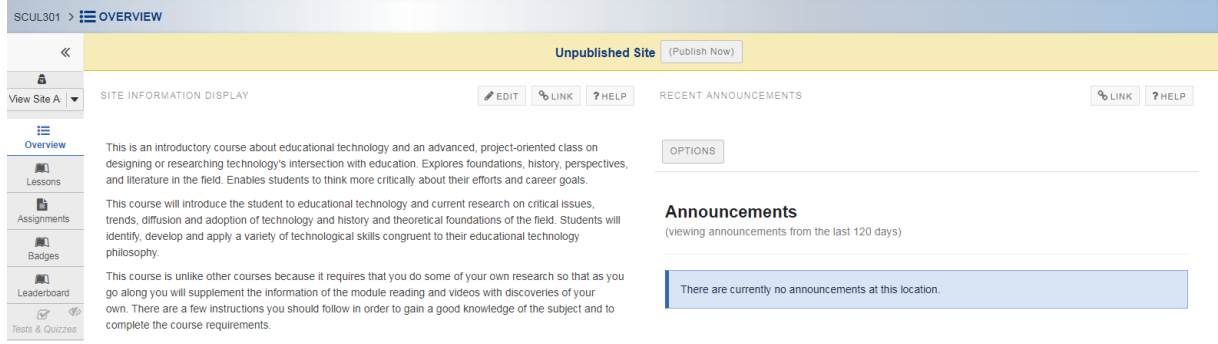 SCUL301 > OVERVIEW
Unpublished Site (Publish Now)
View Site A
Overview
Lessons
Assignments
Badges
Leaderboard
Tests & Quizzes
SITE INFORMATION DISPLAY
EDIT LINK ? HELP
This is an introductory course about educational technology and an advanced, project-oriented class on
designing or researching technology's intersection with education. Explores foundations, history, perspectives,
and literature in the field. Enables students to think more critically about their efforts and career goals.
This course will introduce the student to educational technology and current research on critical issues,
trends, diffusion and adoption of technology and history and theoretical foundations of the field. Students will
identify, develop and apply a variety of technological skills congruent to their educational technology
philosophy.
This course is unlike other courses because it requires that you do some of your own research so that as you
go along you will supplement the information of the module reading and videos with discoveries of your
own. There are a few instructions you should follow in order to gain a good knowledge of the subject and to
complete the course requirements.
RECENT ANNOUNCEMENTS
LINK ? HELP
OPTIONS
Announcements
(viewing announcements from the last 120 days)
There are currently no announcements at this location.